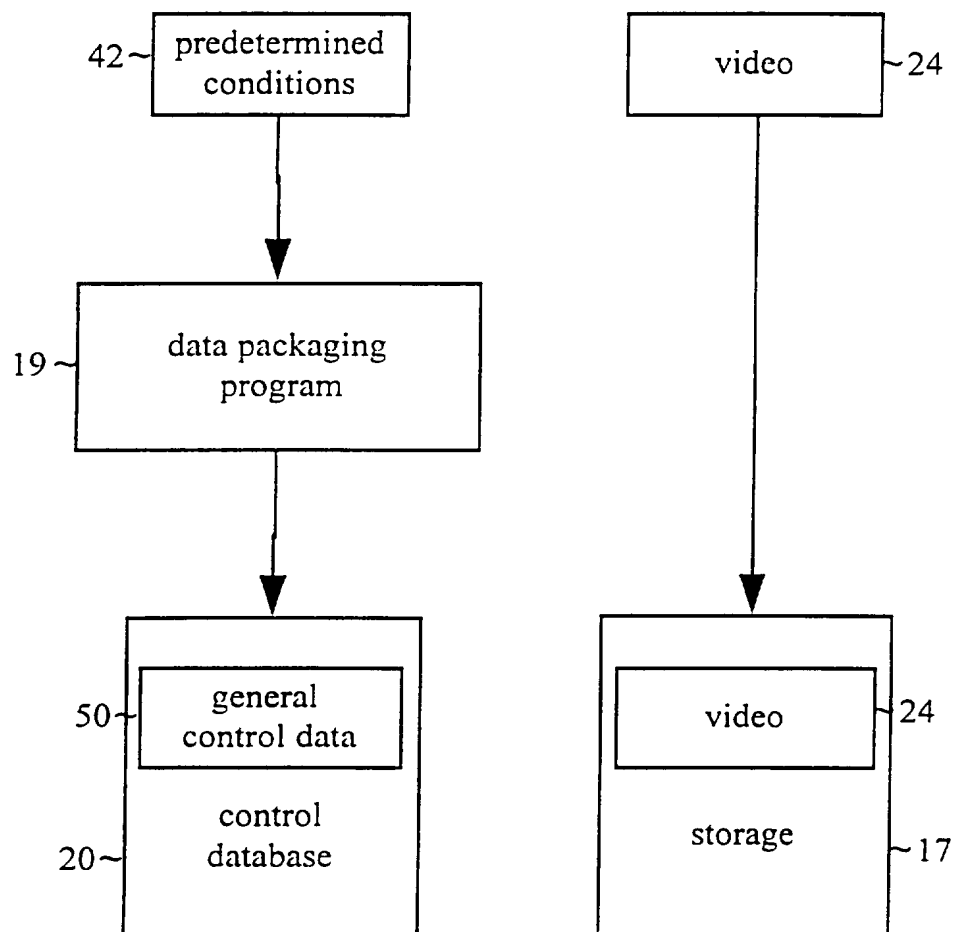 42~
predetermined
conditions
video
~24
19~
data packaging
program
50~
general
control data
video
24
control
database
20~
storage
~17